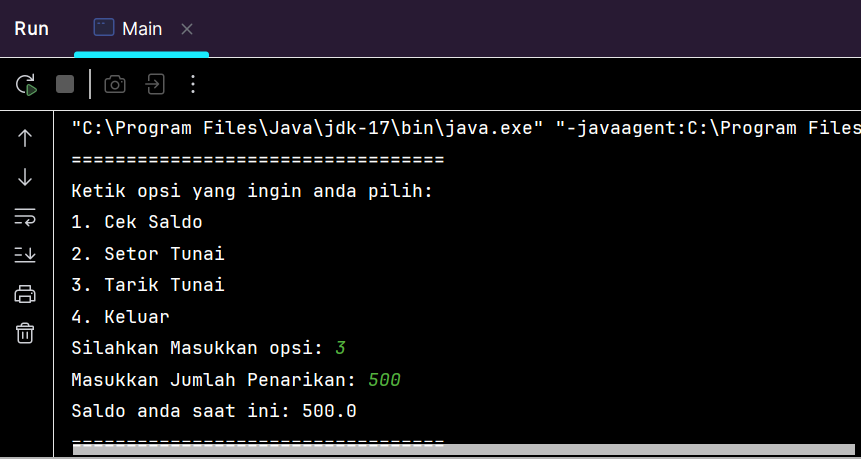 Run Main
"C:\Program Files\Java\jdk-17\bin\java.exe" "-javaagent:C:\Program Files
==================================
Ketik opsi yang ingin anda pilih:
1. Cek Saldo
2. Setor Tunai
3. Tarik Tunai
4. Keluar
Silahkan Masukkan opsi: 3
Masukkan Jumlah Penarikan: 500
Saldo anda saat ini: 500.0
==================================